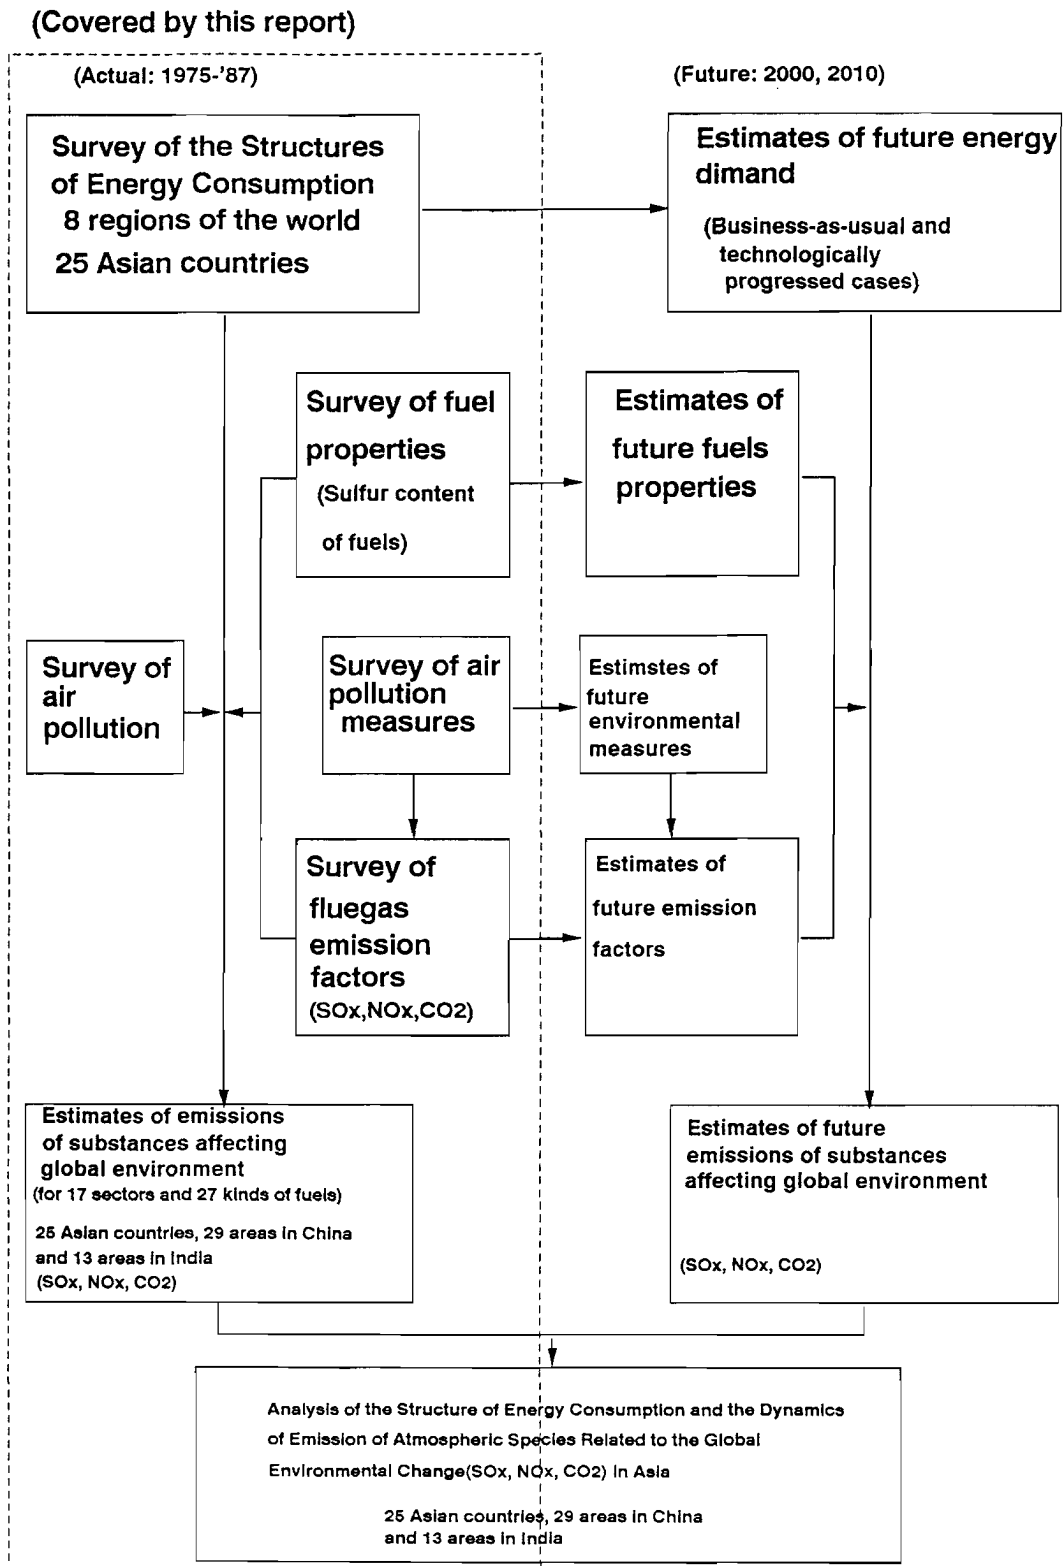 (Covered by this report)
(Actual: 1975-'87)
(Future: 2000, 2010)
Survey of the Structures
of Energy Consumption
8 regions of the world
25 Asian countries
Estimates of future energy
dimand
(Business-as-usual and
technologically
progressed cases)
Survey of fuel
properties
(Sulfur content
of fuels)
Estimates of
future fuels
properties
Survey of
air
pollution
Survey of air
pollution
measures
Estimstes of
future
environmental
measures
Survey of
fluegas
emission
factors
(SOx,NOx,CO2)
Estimates of
future emission
factors
Estimates of emissions
of substances affecting
global environment
(for 17 sectors and 27 kinds of fuels)
25 Asian countries, 29 areas in China
and 13 areas in India
(SOx, NOx, CO2)
Estimates of future
emissions of substances
affecting global environment
(SOx, NOx, CO2)
Analysis of the Structure of Energy Consumption and the Dynamics
of Emission of Atmospheric Species Related to the Global
Environmental Change(SOx, NOx, CO2) in Asia
25 Asian countries, 29 areas in China
and 13 areas in India